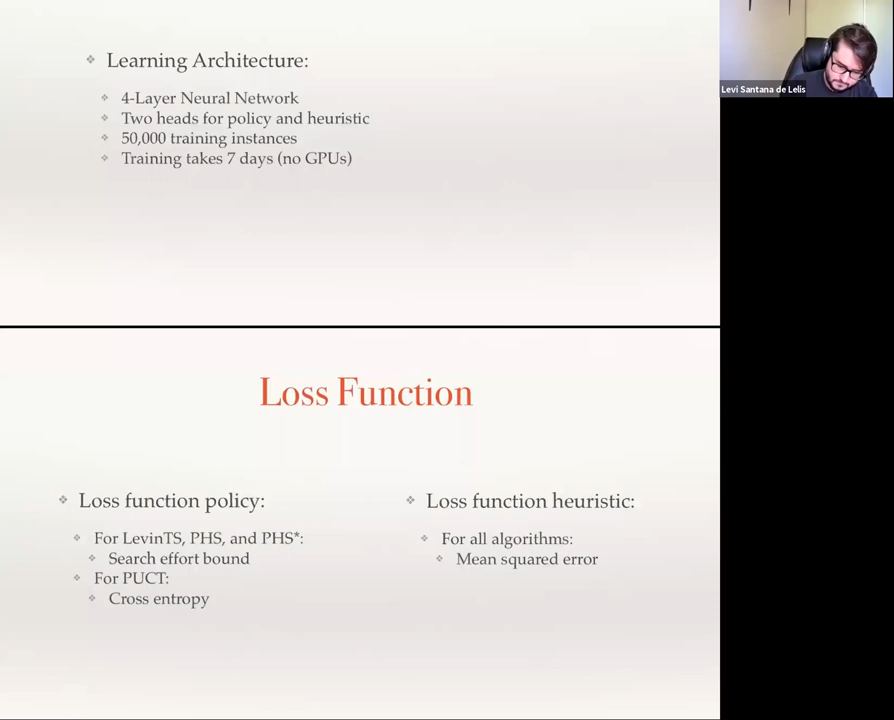 Learning Architecture:
4-Layer Neural Network
Two heads for policy and heuristic
50,000 training instances
Training takes 7 days (no GPUs)
Levi Santana de Lelis
Loss Function
Loss function policy:
For LevinTS, PHS, and PHS*:
Search effort bound
For PUCT:
Cross entropy
Loss function heuristic:
For all algorithms:
Mean squared error